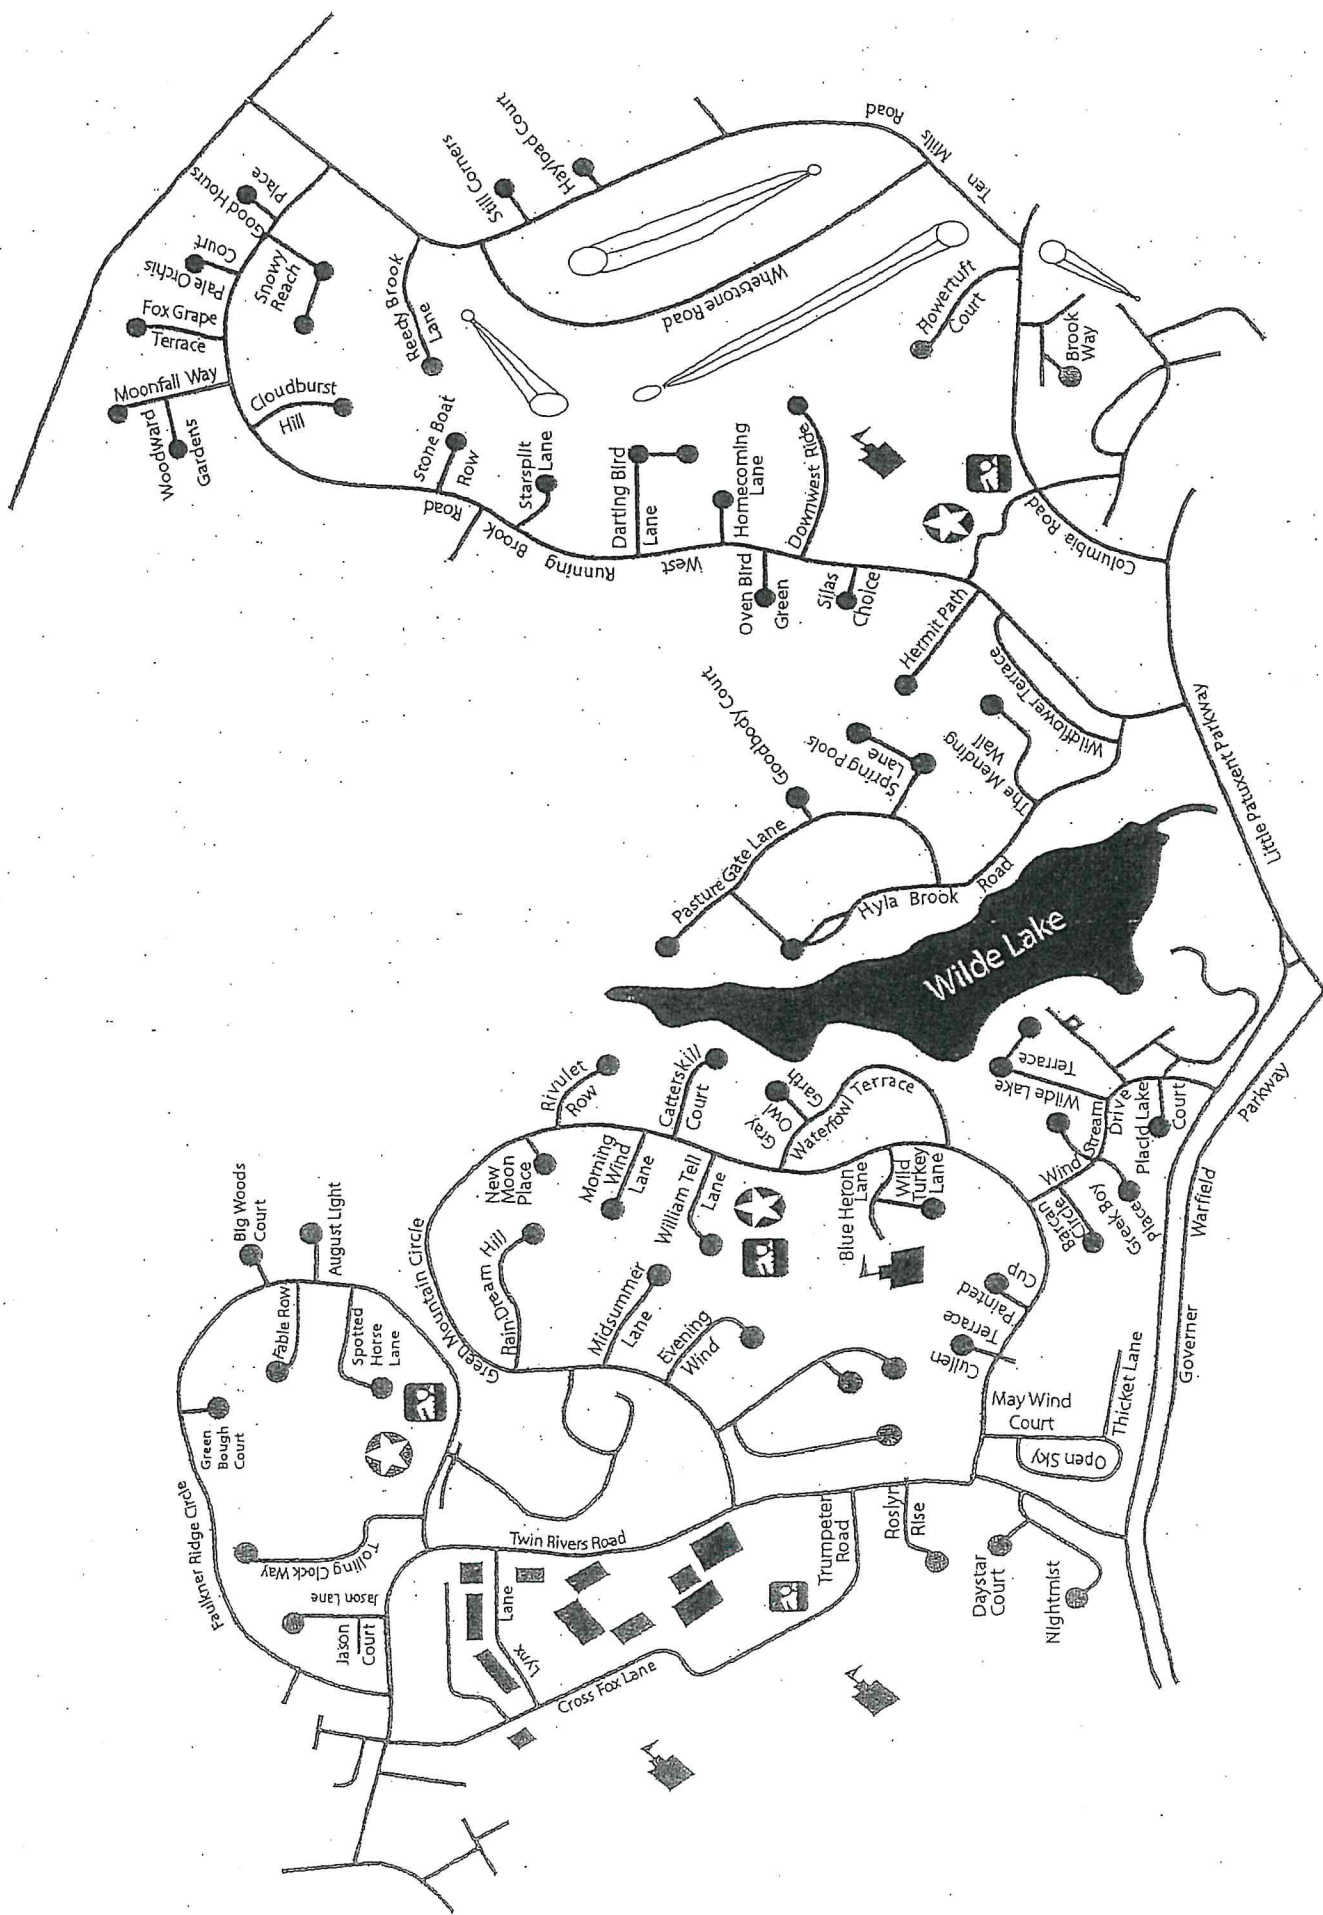 Good Hours
Place
Pale Orchis
Court
Snowy
Reach
Fox Grape
Terrace
Moonfall Way
Woodward
Gardens
Cloudburst
Hill
Reedy Brook
Lane
Still Corners
Hayload Court
Ten
Mills
Road
Whetstone Road
Flowertuft
Court
Brook
Way
Stone Boat
Row
Starsplit
Lane
West
Running
Brook
Road
Darting Bird
Lane
Homecoming
Lane
Downwest Ride
Oven Bird
Green
Silas
Choice
Columbia Road
Hermit Path
Wildflower Terrace
The Mending
Wall
Spring Pools
Lane
Goodbody Court
Pasture Gate Lane
Hyla Brook Road
Little Patuxent Parkway
Wilde Lake
Rivulet
Row
Catterskill
Court
Gray
Owl
Garth
Waterfowl Terrace
Wilde Lake
Terrace
Wind Stream
Drive
Placid Lake
Court
Greek Boy
Place
Barcan
Circle
New
Moon
Place
Morning
Wind
Lane
William Tell
Lane
Blue Heron
Lane
Wild
Turkey
Lane
Big Woods
Court
August Light
Fable Row
Spotted
Horse
Lane
Green Mountain Circle
Rain Dream Hill
Midsummer
Lane
Evening
Wind
Painted
Cup
Cullen
Terrace
May Wind
Court
Open Sky
Thicket Lane
Governer
Warfield
Parkway
Green
Bough
Court
Faulkner Ridge Circle
Tolling Clock Way
Jason Lane
Jason
Court
Twin Rivers Road
Lynx
Lane
Cross Fox Lane
Trumpeter
Road
Roslyn
Rise
Daystar
Court
Nightmist